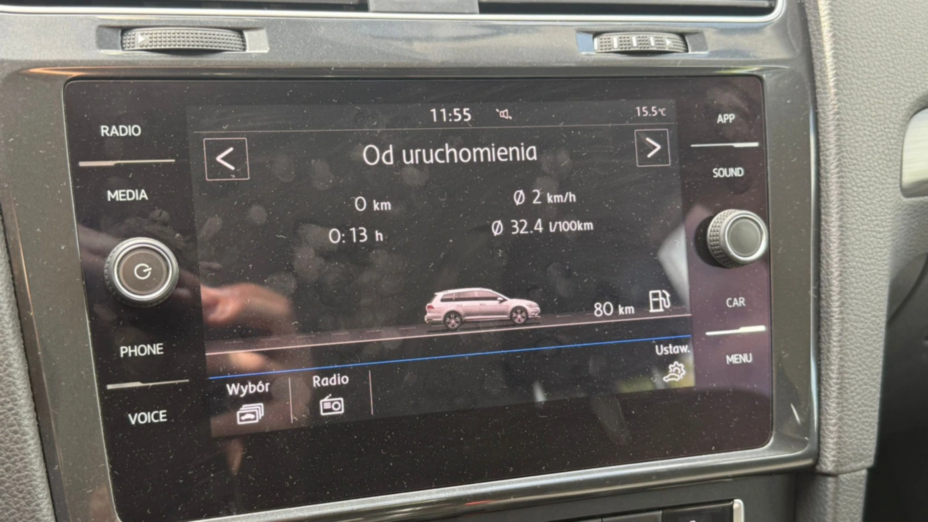 11:55
15.5°C
RADIO
APP
<
Od uruchomienia
>
MEDIA
SOUND
0 km
Ø 2 km/h
0:13 h
Ø 32.4 l/100km
80 km
CAR
PHONE
MENU
Ustaw.
Wybór
Radio
VOICE